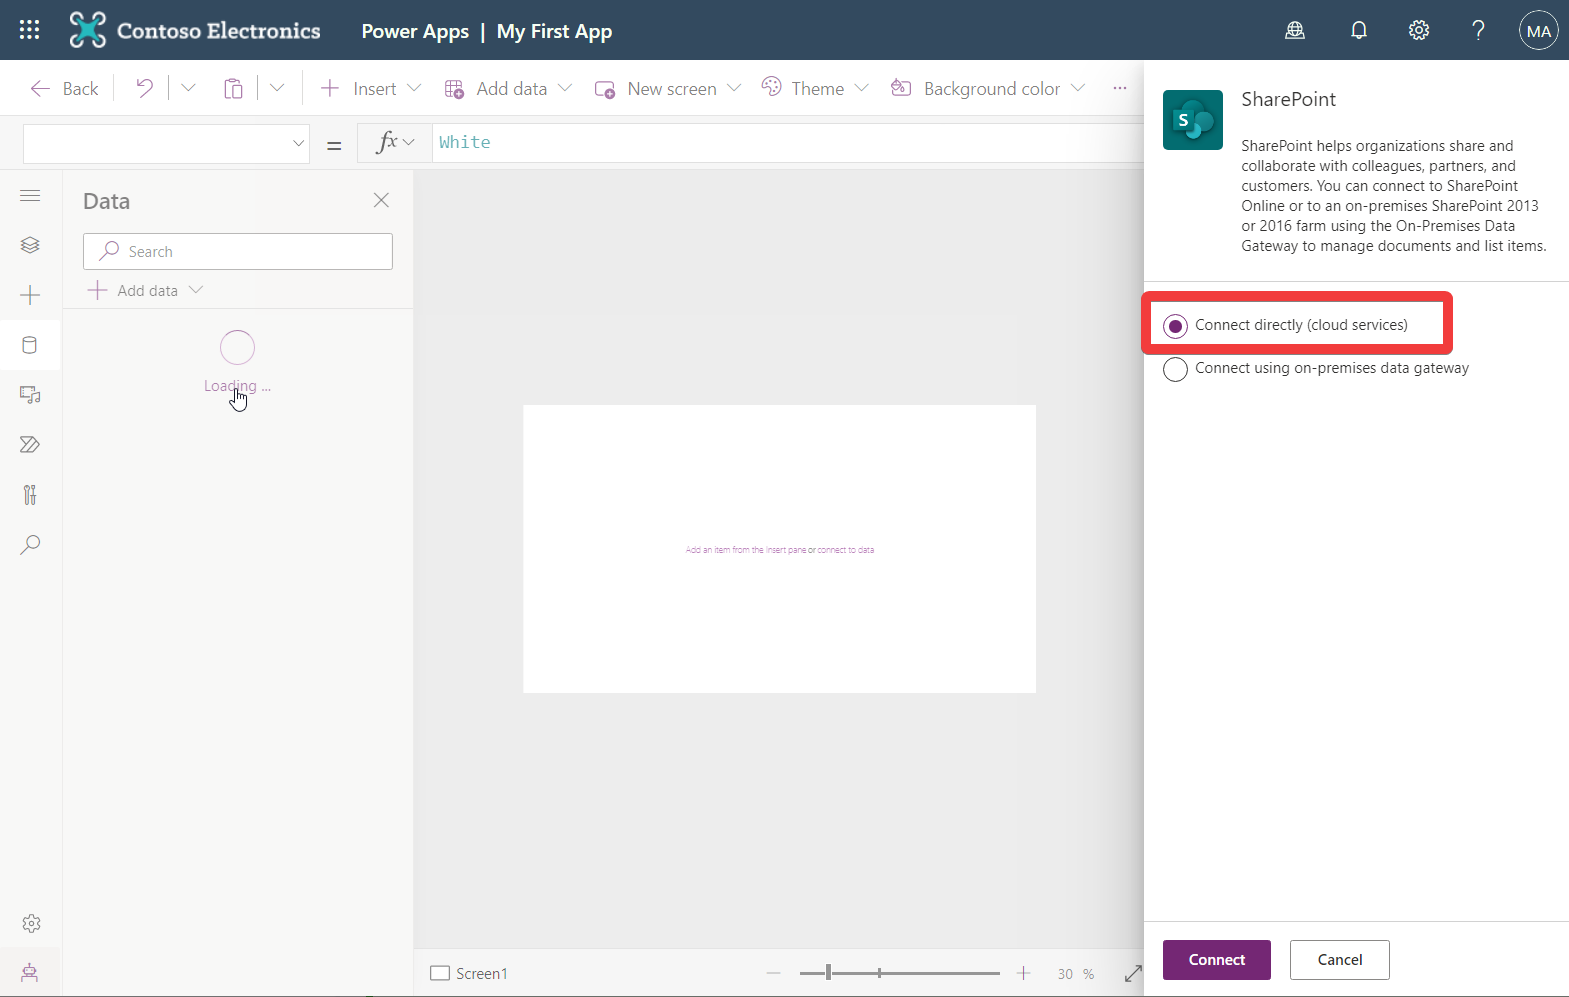 Contoso Electronics
Power Apps | My First App
MA
Back
Insert
Add data
New screen
Theme
Background color
...
=
fx
White
Data
Search
Add data
Loading ...
Add an item from the Insert pane or connect to data
Screen1
30 %
S
SharePoint
SharePoint helps organizations share and
collaborate with colleagues, partners, and
customers. You can connect to SharePoint
Online or to an on-premises SharePoint 2013
or 2016 farm using the On-Premises Data
Gateway to manage documents and list items.
Connect directly (cloud services)
Connect using on-premises data gateway
Connect
Cancel